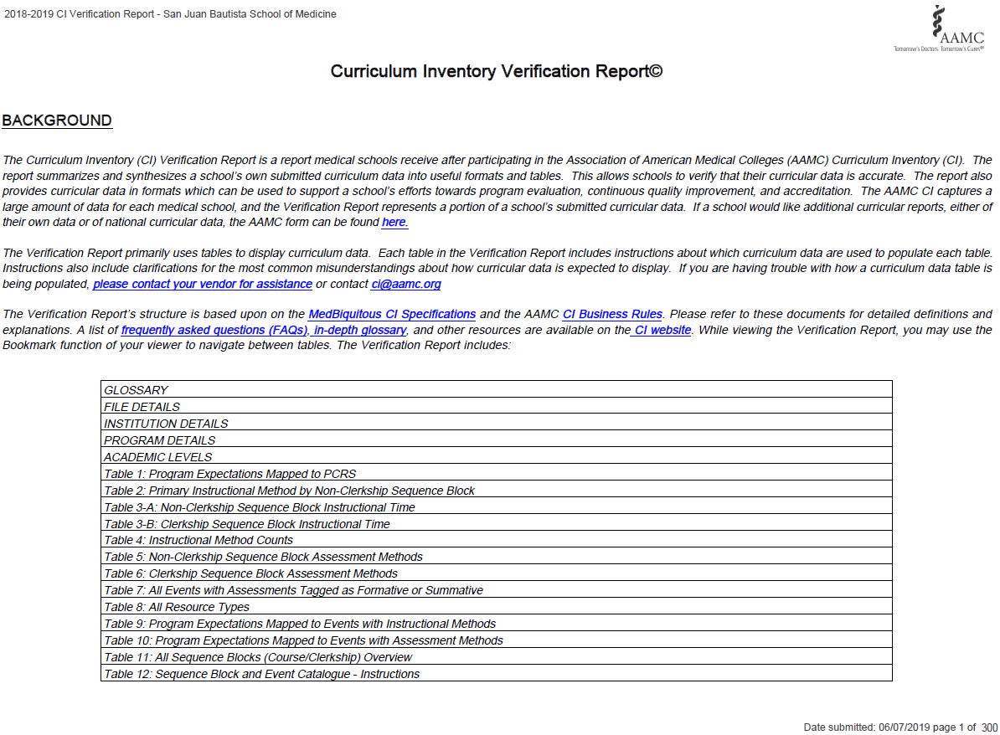 2018-2019 CI Verification Report - San Juan Bautista School of Medicine
AAMC
Tomorrow's Doctors. Tomorrow's Cures®
Curriculum Inventory Verification Report©
BACKGROUND
The Curriculum Inventory (CI) Verification Report is a report medical schools receive after participating in the Association of American Medical Colleges (AAMC) Curriculum Inventory (CI). The
report summarizes and synthesizes a school's own submitted curriculum data into useful formats and tables. This allows schools to verify that their curricular data is accurate. The report also
provides curricular data in formats which can be used to support a school's efforts towards program evaluation, continuous quality improvement, and accreditation. The AAMC CI captures a
large amount of data for each medical school, and the Verification Report represents a portion of a school's submitted curricular data. If a school would like additional curricular reports, either of
their own data or of national curricular data, the AAMC form can be found here.
The Verification Report primarily uses tables to display curriculum data. Each table in the Verification Report includes instructions about which curriculum data are used to populate each table.
Instructions also include clarifications for the most common misunderstandings about how curricular data is expected to display. If you are having trouble with how a curriculum data table is
being populated, please contact your vendor for assistance or contact ci@aamc.org
The Verification Report's structure is based upon on the MedBiquitous CI Specifications and the AAMC CI Business Rules. Please refer to these documents for detailed definitions and
explanations. A list of frequently asked questions (FAQs), in-depth glossary, and other resources are available on the CI website. While viewing the Verification Report, you may use the
Bookmark function of your viewer to navigate between tables. The Verification Report includes:
GLOSSARY
FILE DETAILS
INSTITUTION DETAILS
PROGRAM DETAILS
ACADEMIC LEVELS
Table 1: Program Expectations Mapped to PCRS
Table 2: Primary Instructional Method by Non-Clerkship Sequence Block
Table 3-A: Non-Clerkship Sequence Block Instructional Time
Table 3-B: Clerkship Sequence Block Instructional Time
Table 4: Instructional Method Counts
Table 5: Non-Clerkship Sequence Block Assessment Methods
Table 6: Clerkship Sequence Block Assessment Methods
Table 7: All Events with Assessments Tagged as Formative or Summative
Table 8: All Resource Types
Table 9: Program Expectations Mapped to Events with Instructional Methods
Table 10: Program Expectations Mapped to Events with Assessment Methods
Table 11: All Sequence Blocks (Course/Clerkship) Overview
Table 12: Sequence Block and Event Catalogue - Instructions
Date submitted: 06/07/2019 page 1 of 300